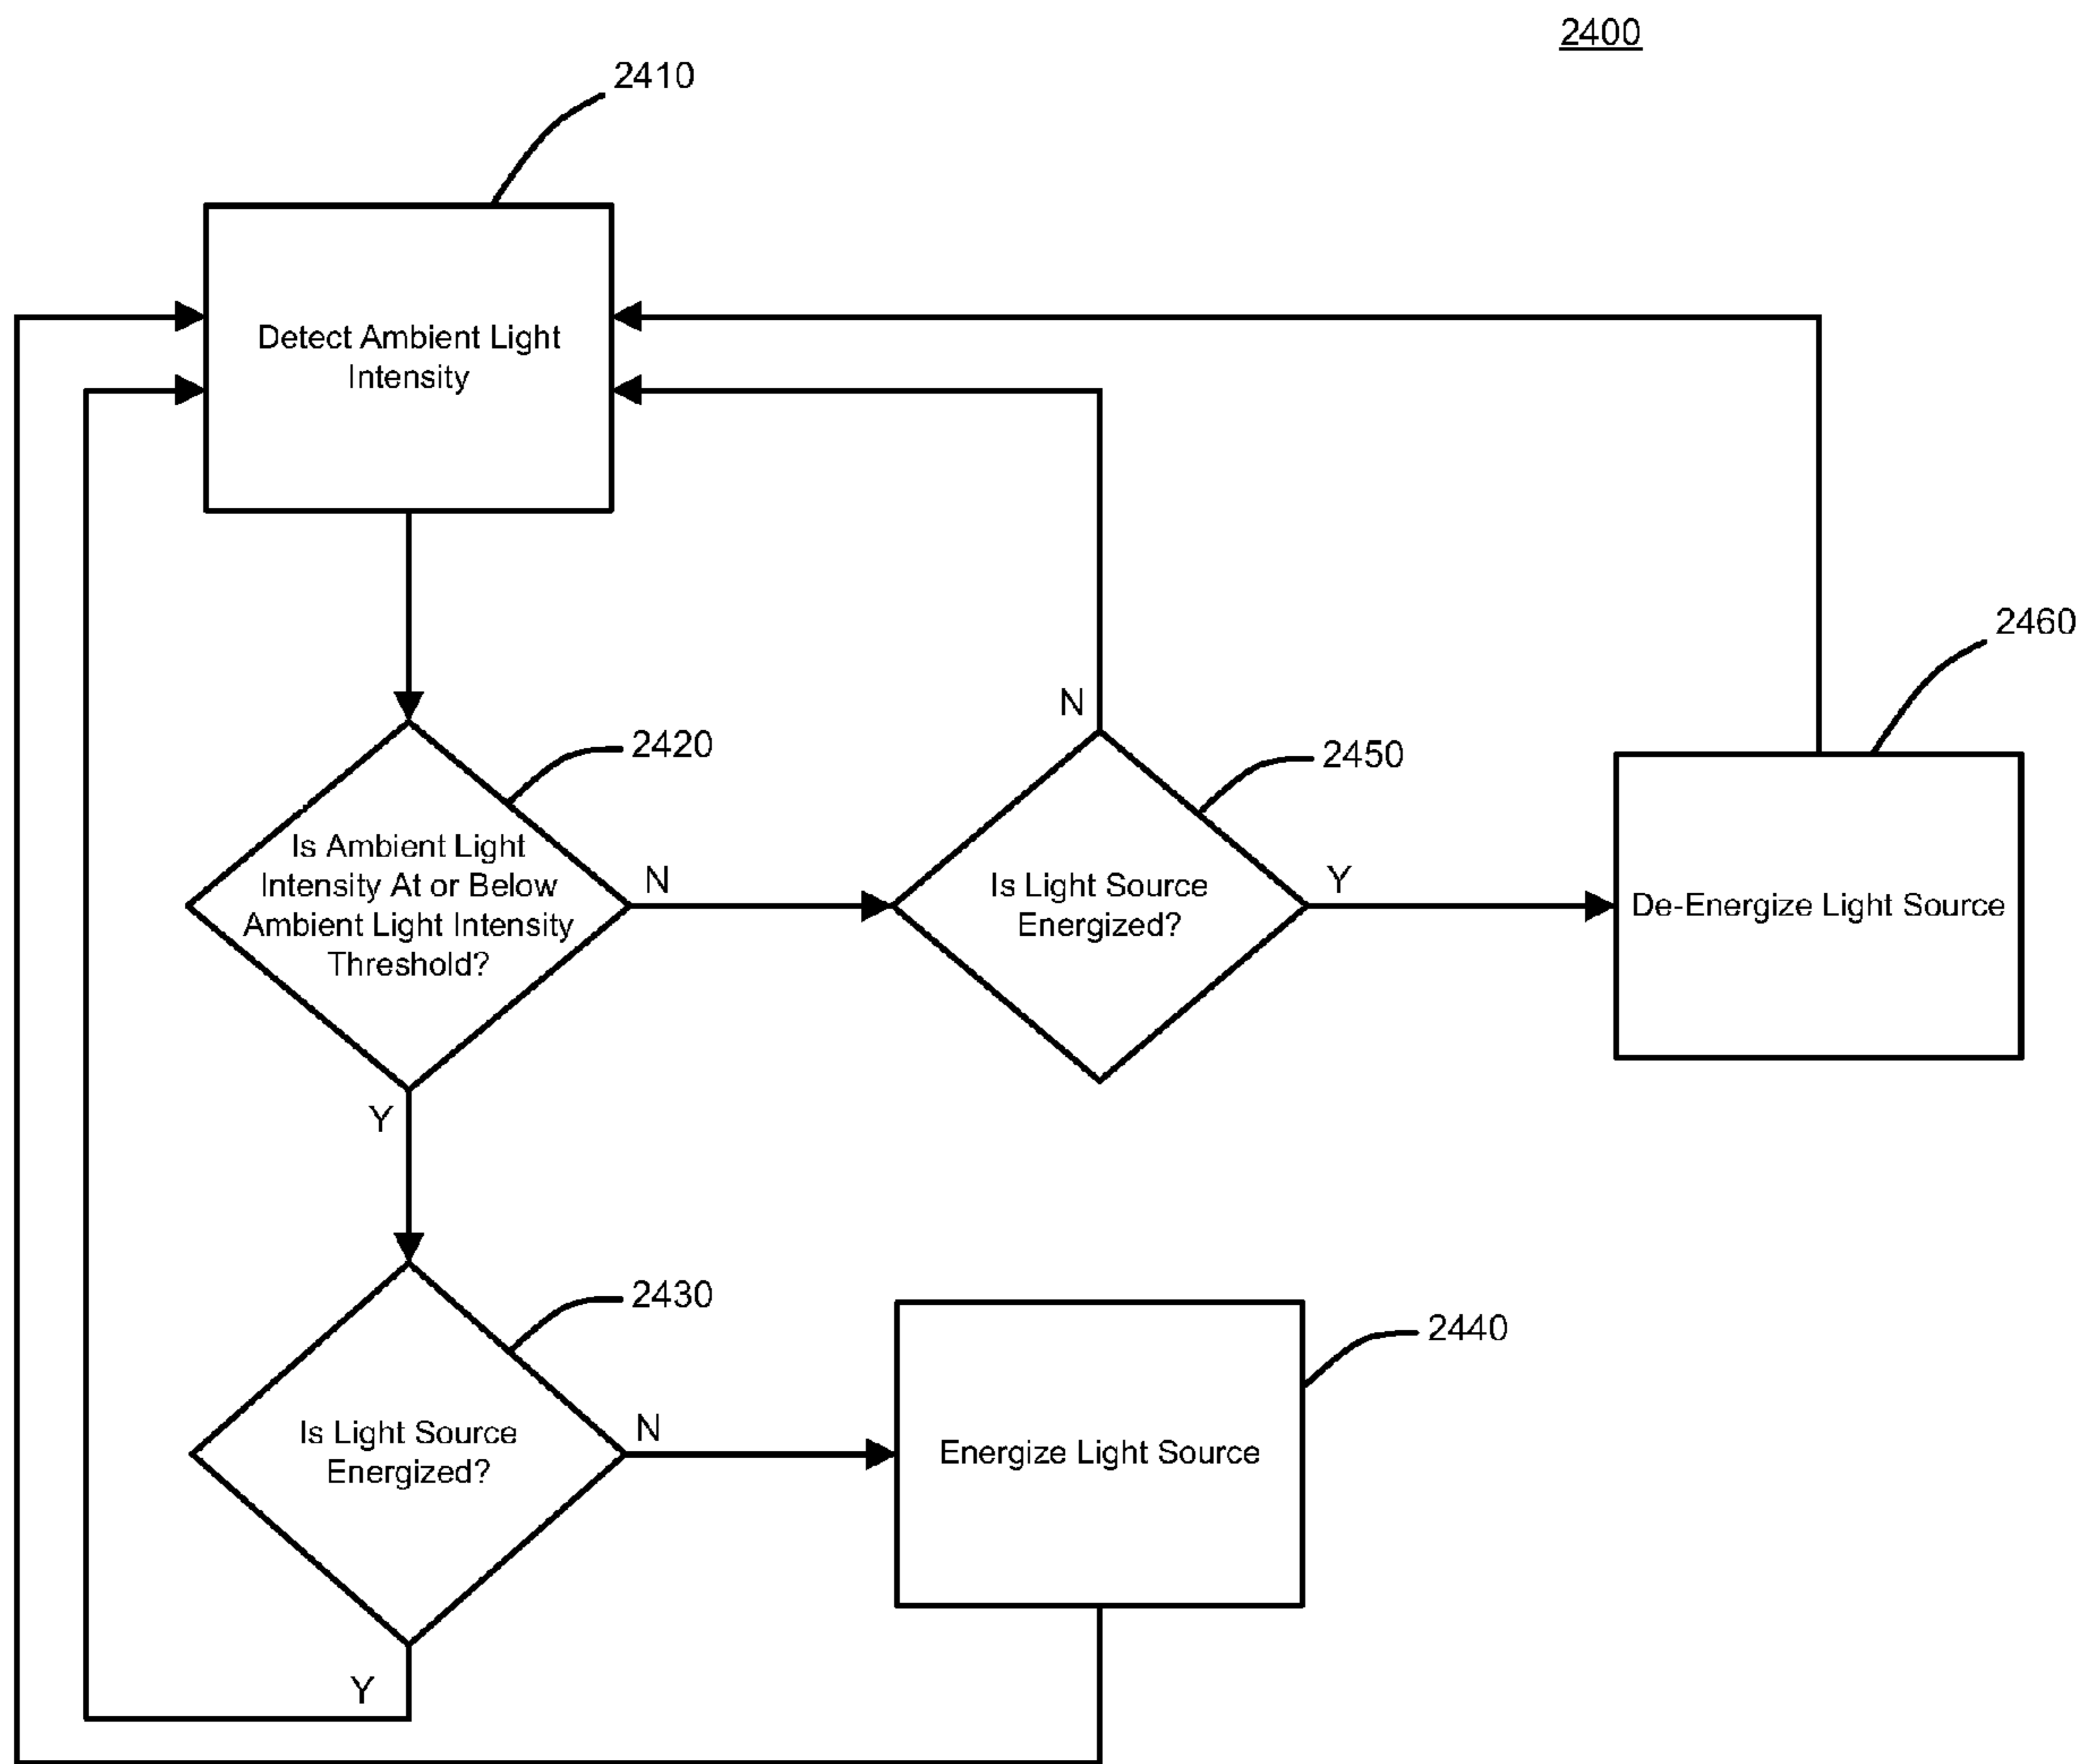 2400
2410
Detect Ambient Light
Intensity
2460
N
2420
2450
Is Ambient Light
Intensity At or Below
Ambient Light Intensity
Threshold?
N
Is Light Source
Energized?
Y
De-Energize Light Source
Y
2430
2440
Is Light Source
Energized?
N
Energize Light Source
Y